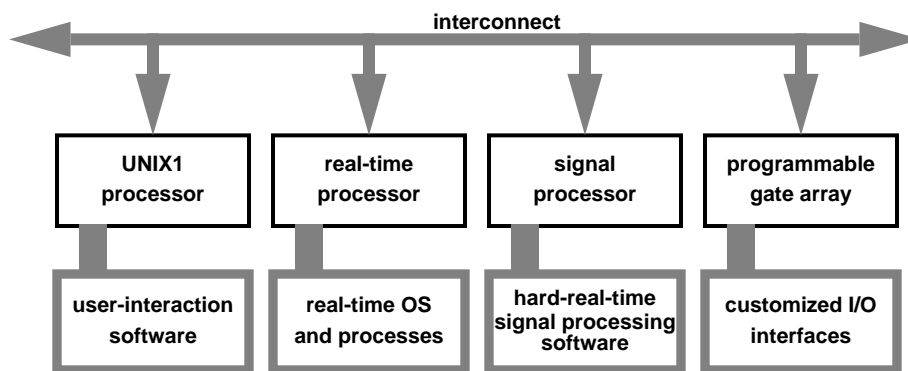 interconnect
UNIX1
processor
real-time
processor
signal
processor
programmable
gate array
user-interaction
software
real-time OS
and processes
hard-real-time
signal processing
software
customized I/O
interfaces